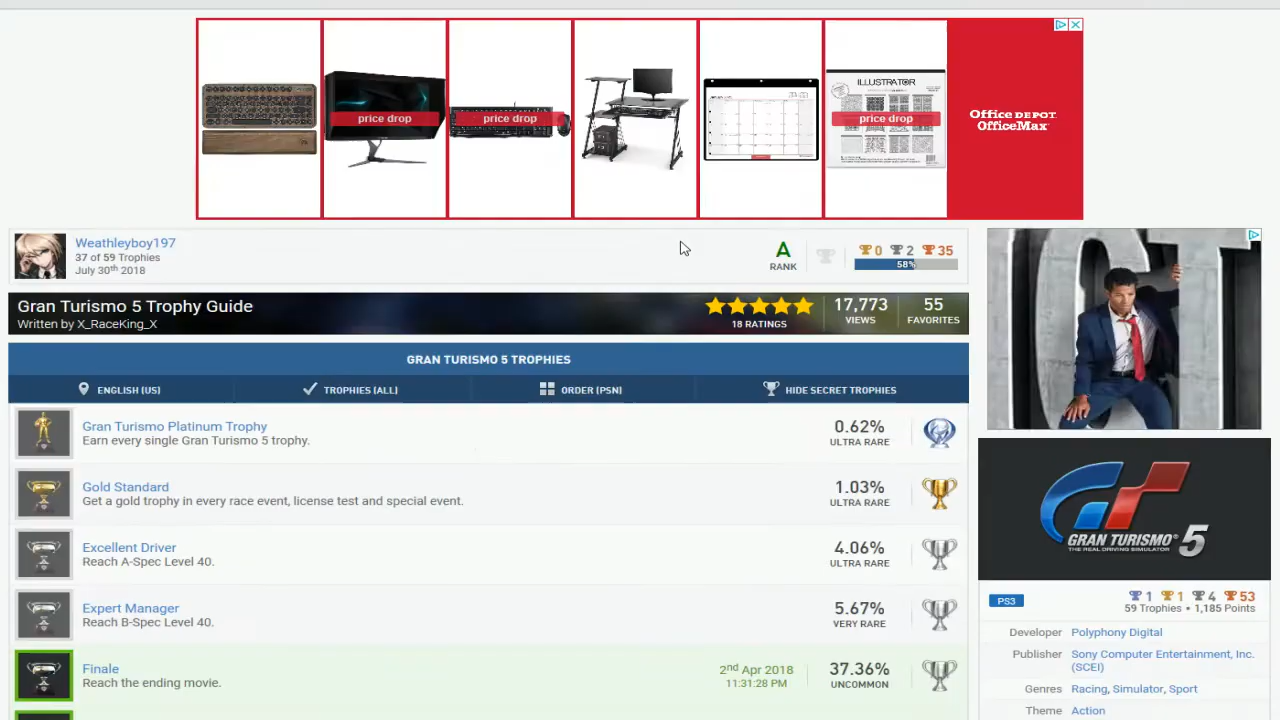 price drop
price drop
ILLUSTRATOR
price drop
Office DEPOT
OfficeMax
Weathleyboy197
37 of 59 Trophies
July 30th 2018
A
RANK
0 2 35
58%
Gran Turismo 5 Trophy Guide
Written by X_RaceKing_X
18 RATINGS
17,773
VIEWS
55
FAVORITES
GRAN TURISMO 5 TROPHIES
ENGLISH (US) TROPHIES (ALL) ORDER (PSN) HIDE SECRET TROPHIES
Gran Turismo Platinum Trophy
Earn every single Gran Turismo 5 trophy.
0.62%
ULTRA RARE
Gold Standard
Get a gold trophy in every race event, license test and special event.
1.03%
ULTRA RARE
Excellent Driver
Reach A-Spec Level 40.
4.06%
ULTRA RARE
Expert Manager
Reach B-Spec Level 40.
5.67%
VERY RARE
Finale
Reach the ending movie.
2nd Apr 2018
11:31:28 PM
37.36%
UNCOMMON
GRAN TURISMO 5
THE REAL DRIVING SIMULATOR
PS3
1 1 4 53
59 Trophies • 1,185 Points
Developer Polyphony Digital
Publisher Sony Computer Entertainment, Inc.
(SCEI)
Genres Racing, Simulator, Sport
Theme Action